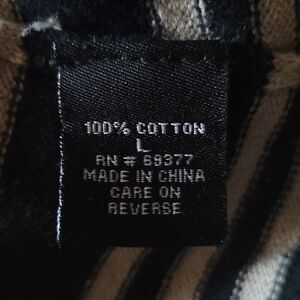 100% COTTON
L
RN # 69377
MADE IN CHINA
CARE ON
REVERSE